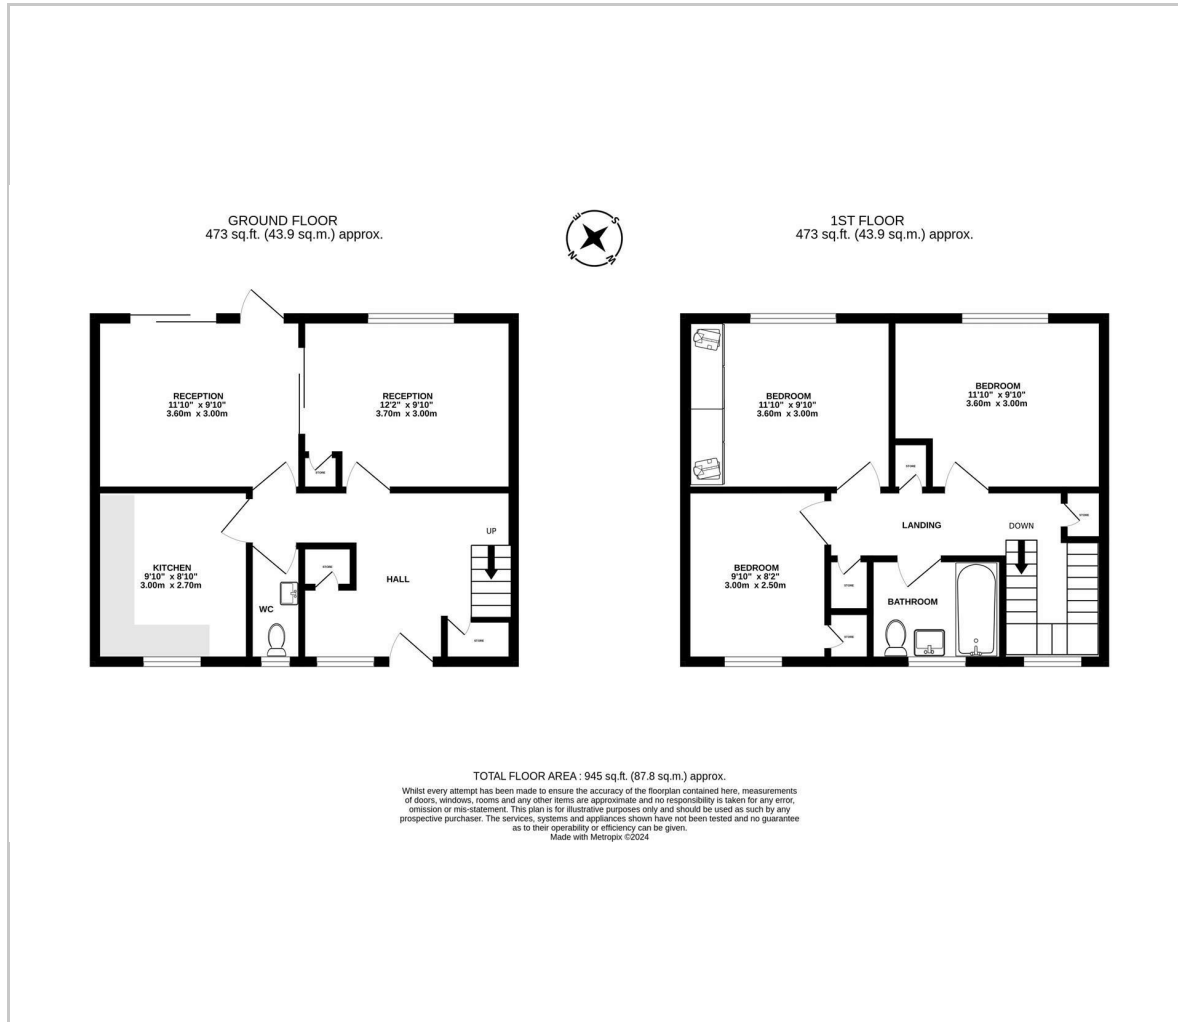 GROUND FLOOR
473 sq.ft. (43.9 sq.m.) approx.
1ST FLOOR
473 sq.ft. (43.9 sq.m.) approx.
E
S
N
W
RECEPTION
11'10" x 9'10"
3.60m x 3.00m
RECEPTION
12'2" x 9'10"
3.70m x 3.00m
STORE
KITCHEN
9'10" x 8'10"
3.00m x 2.70m
WC
STORE
HALL
UP
STORE
BEDROOM
11'10" x 9'10"
3.60m x 3.00m
BEDROOM
11'10" x 9'10"
3.60m x 3.00m
STORE
LANDING
DOWN
STORE
BEDROOM
9'10" x 8'2"
3.00m x 2.50m
STORE
STORE
BATHROOM
TOTAL FLOOR AREA : 945 sq.ft. (87.8 sq.m.) approx.
Whilst every attempt has been made to ensure the accuracy of the floorplan contained here, measurements
of doors, windows, rooms and any other items are approximate and no responsibility is taken for any error,
omission or mis-statement. This plan is for illustrative purposes only and should be used as such by any
prospective purchaser. The services, systems and appliances shown have not been tested and no guarantee
as to their operability or efficiency can be given.
Made with Metropix ©2024